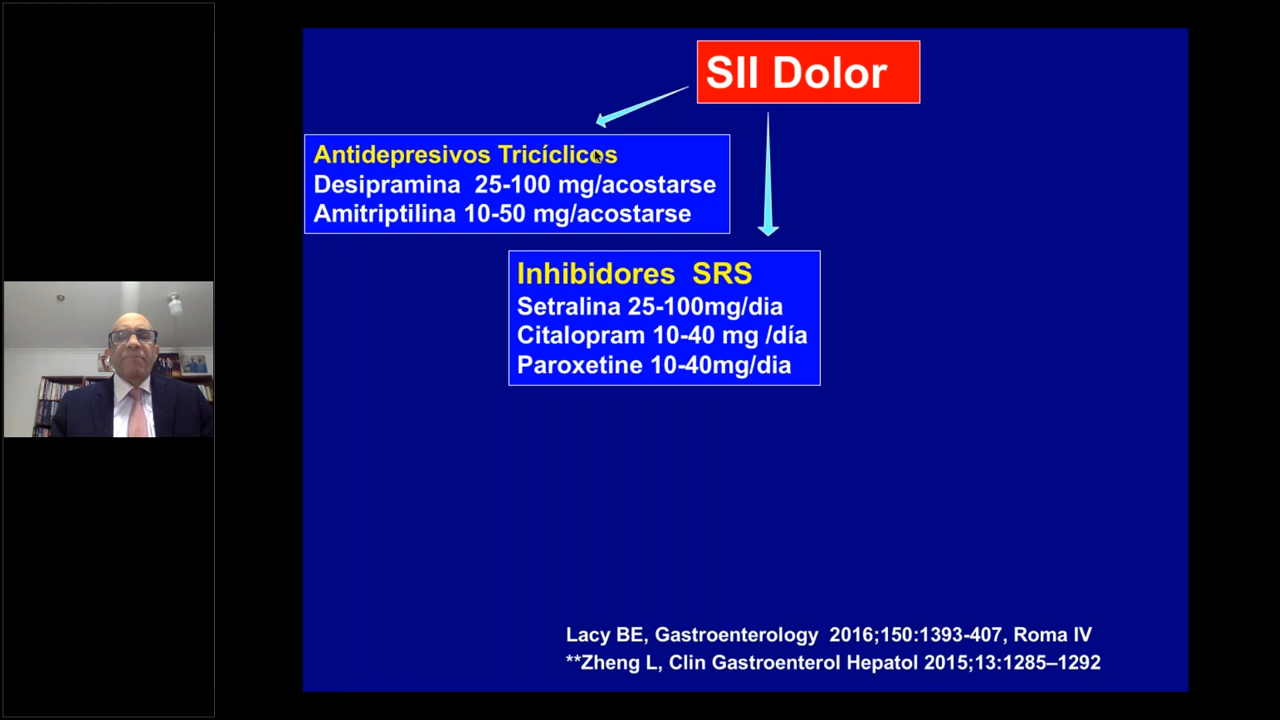 SII Dolor
Antidepresivos Tricíclicos
Desipramina 25-100 mg/acostarse
Amitriptilina 10-50 mg/acostarse
Inhibidores SRS
Setralina 25-100mg/dia
Citalopram 10-40 mg /día
Paroxetine 10-40mg/dia
Lacy BE, Gastroenterology 2016;150:1393-407, Roma IV
**Zheng L, Clin Gastroenterol Hepatol 2015;13:1285–1292